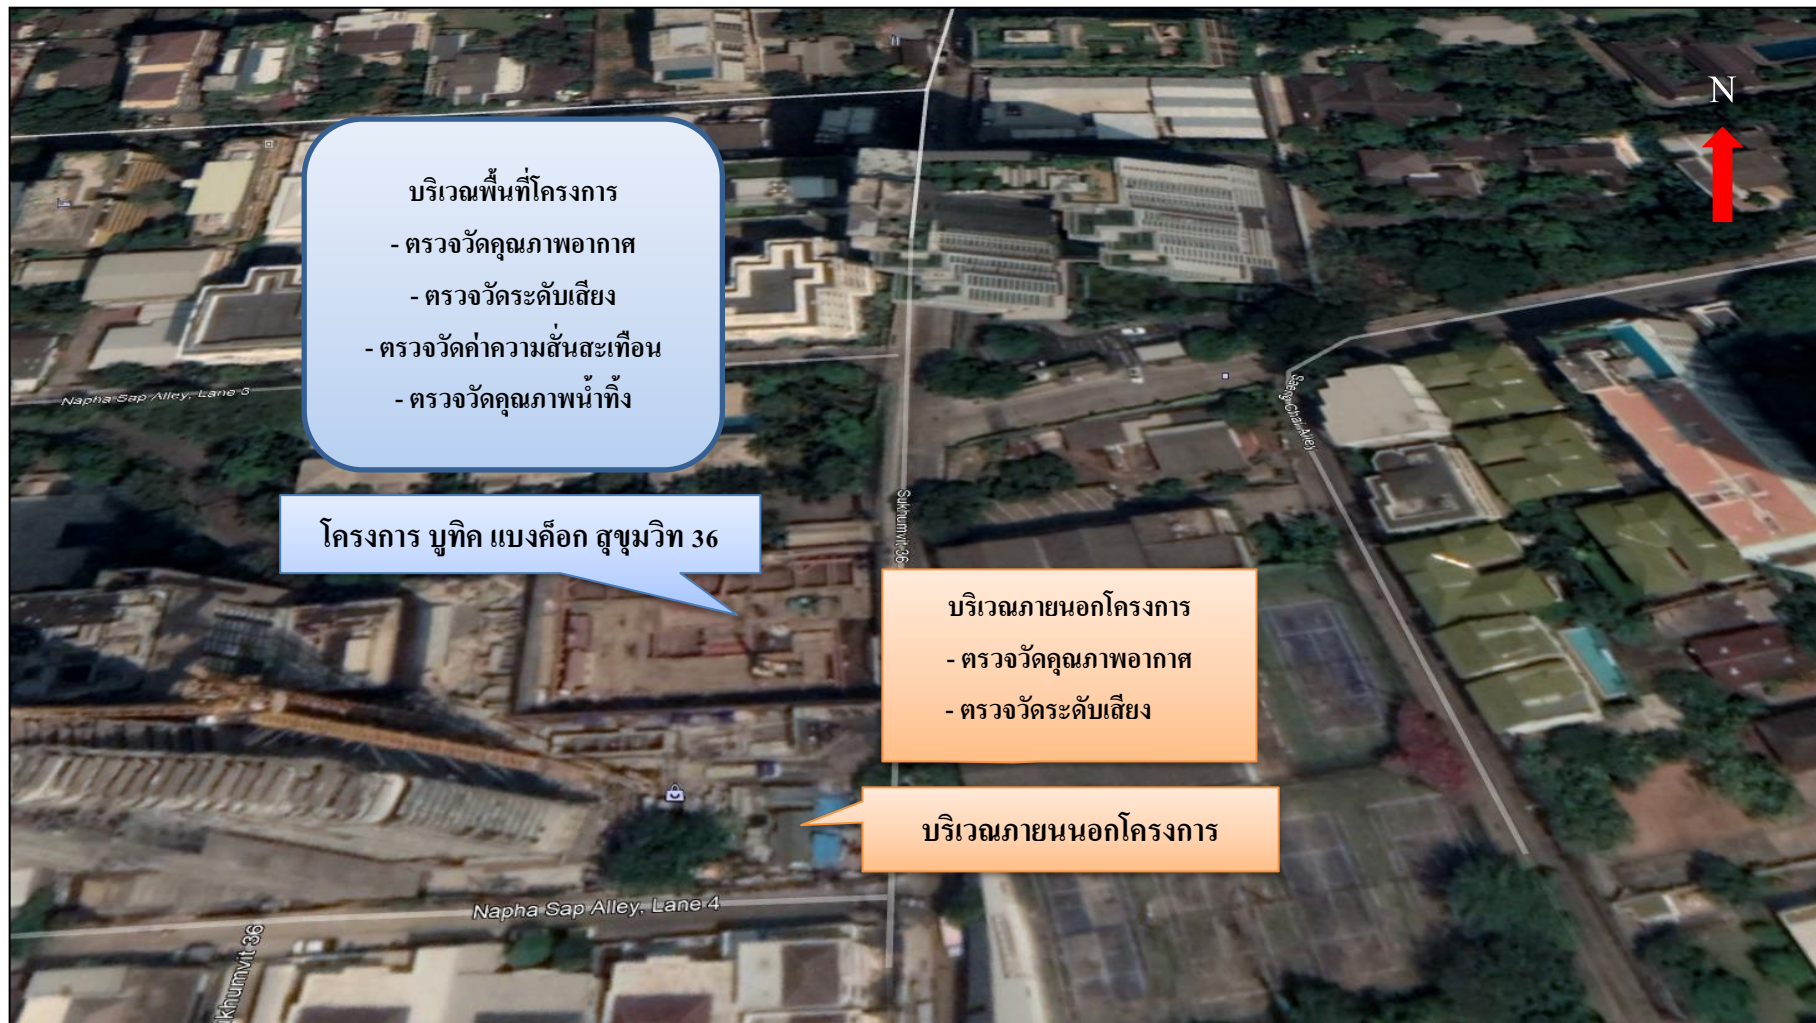 N
บริเวณพื้นที่โครงการ
- ตรวจวัดคุณภาพอากาศ
- ตรวจวัดระดับเสียง
- ตรวจวัดค่าความสั่นสะเทือน
- ตรวจวัดคุณภาพน้ำทิ้ง
Napha Sap Alley, Lane 3
Saeng Chai Alley
Sukhumvit 36
โครงการ บูทิค แบงค็อก สุขุมวิท 36
บริเวณภายนอกโครงการ
- ตรวจวัดคุณภาพอากาศ
- ตรวจวัดระดับเสียง
บริเวณภายนนอกโครงการ
Napha Sap Alley, Lane 4
ukhumvit 36